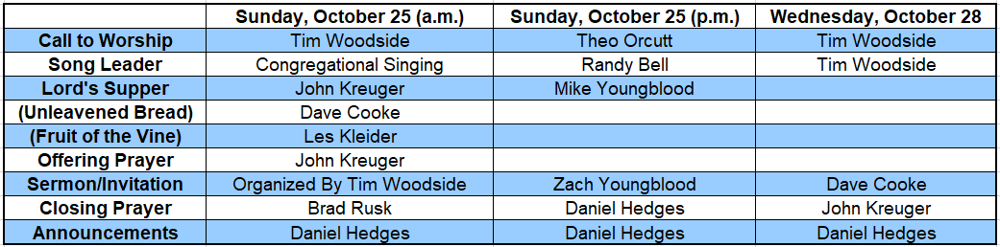 Sunday, October 25 (a.m.) Sunday, October 25 (p.m.) Wednesday, October 28
Call to Worship Tim Woodside Theo Orcutt Tim Woodside
Song Leader Congregational Singing Randy Bell Tim Woodside
Lord's Supper John Kreuger Mike Youngblood
(Unleavened Bread) Dave Cooke
(Fruit of the Vine) Les Kleider
Offering Prayer John Kreuger
Sermon/Invitation Organized By Tim Woodside Zach Youngblood Dave Cooke
Closing Prayer Brad Rusk Daniel Hedges John Kreuger
Announcements Daniel Hedges Daniel Hedges Daniel Hedges